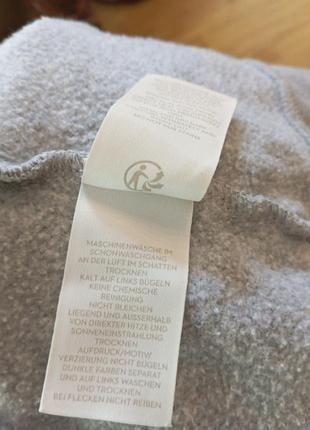 MASCHINENWÄSCHE IM
SCHONWASCHGANG
AN DER LUFT IM SCHATTEN
TROCKNEN
KALT AUF LINKS BÜGELN
KEINE CHEMISCHE
REINIGUNG
NICHT BLEICHEN
LIEGEND UND AUSSERHALB
VON DIREKTER HITZE UND
SONNENEINSTRAHLUNG
TROCKNEN
AUFDRUCK/MOTIV
VERZIERUNG NICHT BÜGELN
DUNKLE FARBEN SEPARAT
UND AUF LINKS WASCHEN
UND TROCKNEN
BEI FLECKEN NICHT REIBEN